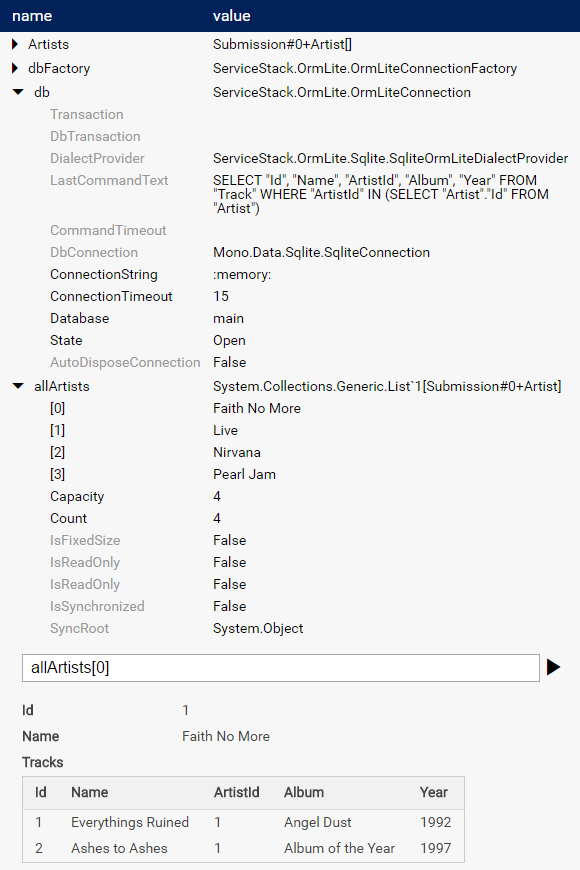 name value
Artists Submission#0+Artist[]
dbFactory ServiceStack.OrmLite.OrmLiteConnectionFactory
db ServiceStack.OrmLite.OrmLiteConnection
Transaction
DbTransaction
DialectProvider ServiceStack.OrmLite.Sqlite.SqliteOrmLiteDialectProvider
LastCommandText SELECT "Id", "Name", "ArtistId", "Album", "Year" FROM
"Track" WHERE "ArtistId" IN (SELECT "Artist"."Id" FROM
"Artist")
CommandTimeout
DbConnection Mono.Data.Sqlite.SqliteConnection
ConnectionString :memory:
ConnectionTimeout 15
Database main
State Open
AutoDisposeConnection False
allArtists System.Collections.Generic.List`1[Submission#0+Artist]
[0] Faith No More
[1] Live
[2] Nirvana
[3] Pearl Jam
Capacity 4
Count 4
IsFixedSize False
IsReadOnly False
IsReadOnly False
IsSynchronized False
SyncRoot System.Object
allArtists[0]
Id 1
Name Faith No More
Tracks
Id Name ArtistId Album Year
1 Everythings Ruined 1 Angel Dust 1992
2 Ashes to Ashes 1 Album of the Year 1997